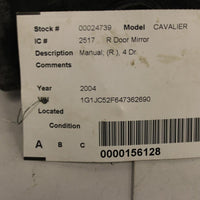 Stock # 00024739 Model CAVALIER
IC # 2517 R Door Mirror
Description Manual, (R.), 4 Dr.
Comments
Year 2004
1G1JC52F647362690
Located
Condition
A B C 0000156128